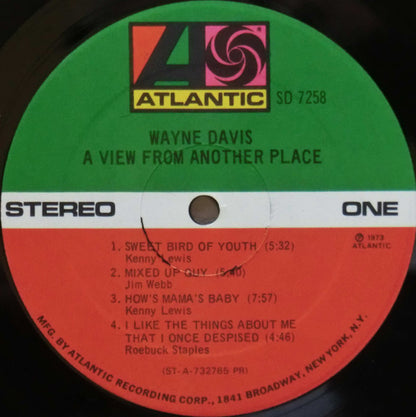 ATLANTIC
SD 7258
WAYNE DAVIS
A VIEW FROM ANOTHER PLACE
STEREO
ONE
1. SWEET BIRD OF YOUTH (5:32)
Kenny Lewis
2. MIXED UP GUY (5:40)
Jim Webb
3. HOW'S MAMA'S BABY (7:57)
Kenny Lewis
4. I LIKE THE THINGS ABOUT ME
THAT I ONCE DESPISED (4:46)
Roebuck Staples
℗ 1973
ATLANTIC
(ST-A-732765 PR)
MFG. BY ATLANTIC RECORDING CORP., 1841 BROADWAY, NEW YORK, N.Y.